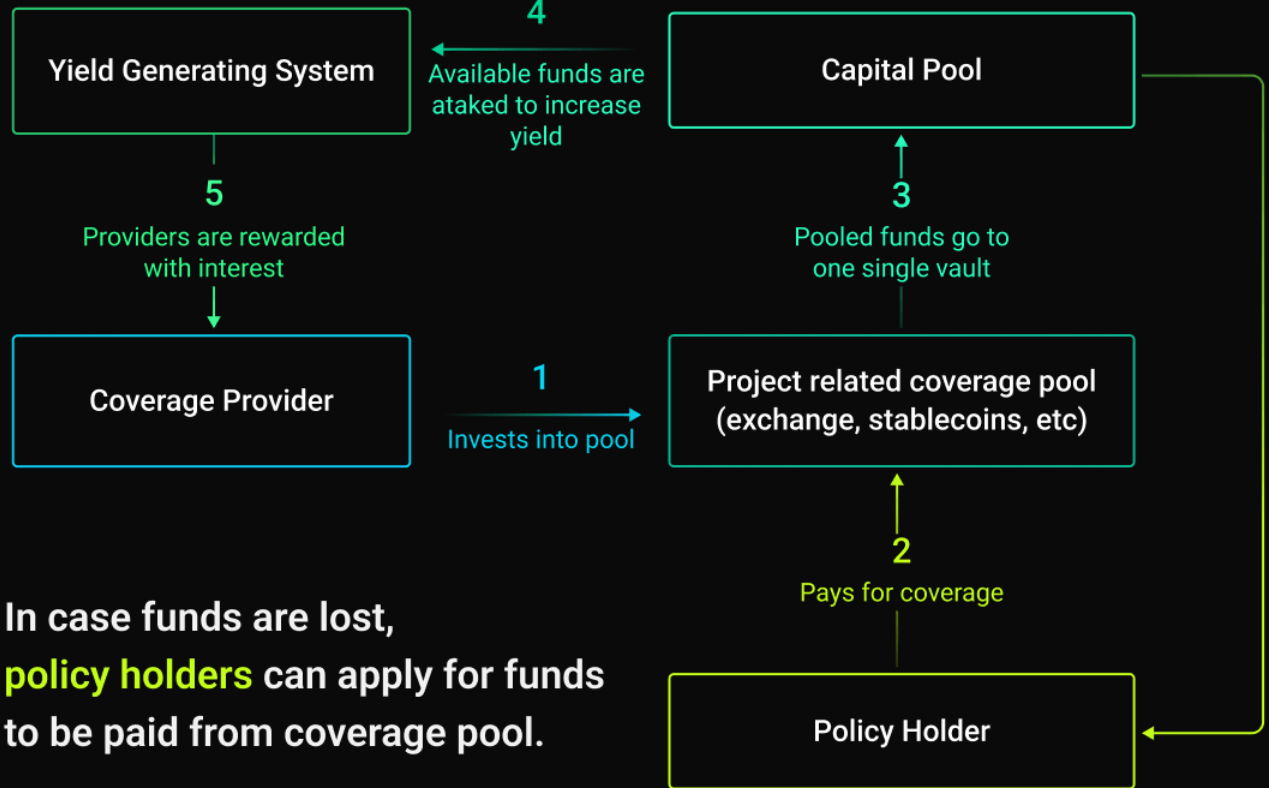 4
Yield Generating System
Available funds are
ataked to increase
yield
Capital Pool
5
Providers are rewarded
with interest
3
Pooled funds go to
one single vault
Coverage Provider
1
Invests into pool
Project related coverage pool
(exchange, stablecoins, etc)
2
Pays for coverage
In case funds are lost,
policy holders can apply for funds
to be paid from coverage pool.
Policy Holder